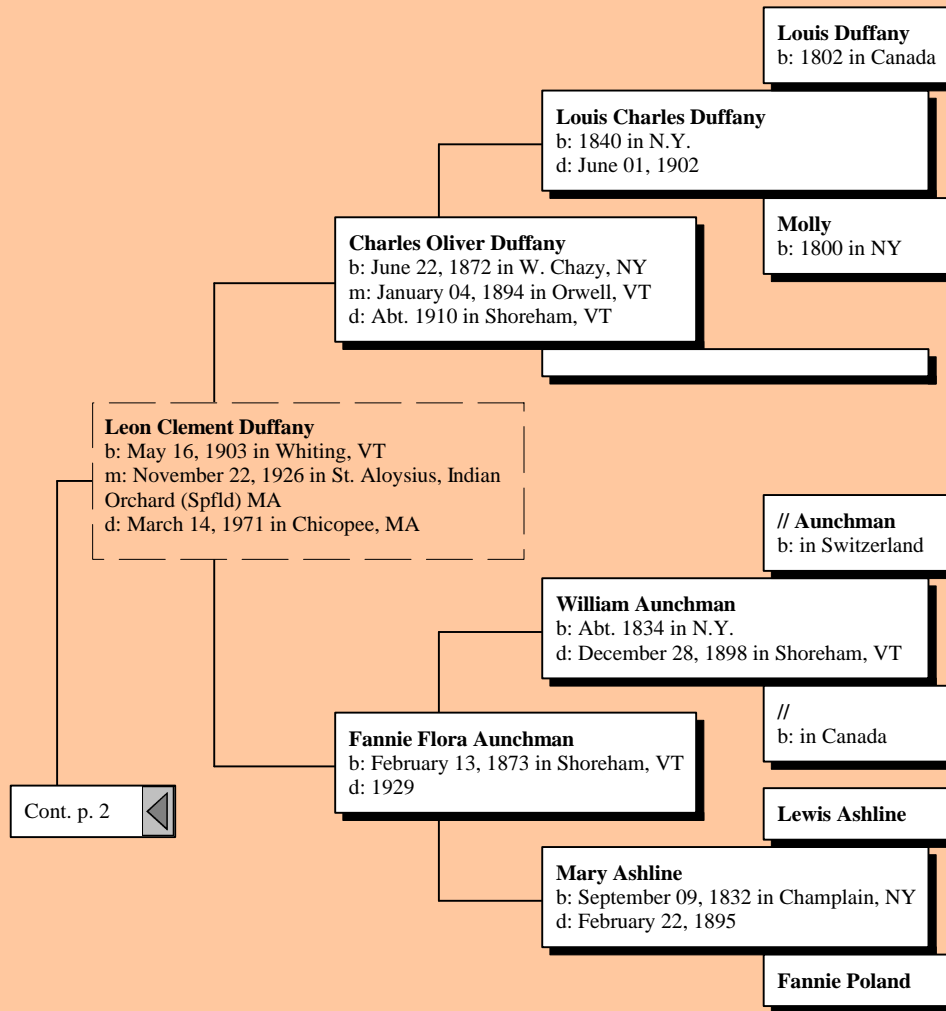 Louis Duffany
b: 1802 in Canada
Louis Charles Duffany
b: 1840 in N.Y.
d: June 01, 1902
Molly
b: 1800 in NY
Charles Oliver Duffany
b: June 22, 1872 in W. Chazy, NY
m: January 04, 1894 in Orwell, VT
d: Abt. 1910 in Shoreham, VT
Leon Clement Duffany
b: May 16, 1903 in Whiting, VT
m: November 22, 1926 in St. Aloysius, Indian
Orchard (Spfld) MA
d: March 14, 1971 in Chicopee, MA
// Aunchman
b: in Switzerland
William Aunchman
b: Abt. 1834 in N.Y.
d: December 28, 1898 in Shoreham, VT
//
b: in Canada
Fannie Flora Aunchman
b: February 13, 1873 in Shoreham, VT
d: 1929
Cont. p. 2
Lewis Ashline
Mary Ashline
b: September 09, 1832 in Champlain, NY
d: February 22, 1895
Fannie Poland